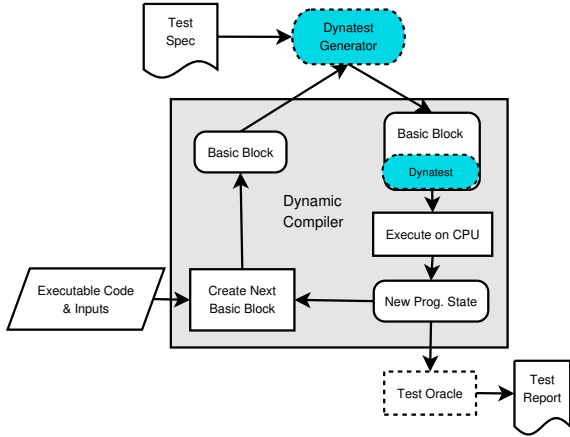 Test
Spec
Dynatest
Generator
Basic Block
Basic Block
Dynatest
Dynamic
Compiler
Execute on CPU
Executable Code
& Inputs
Create Next
Basic Block
New Prog. State
Test Oracle
Test
Report